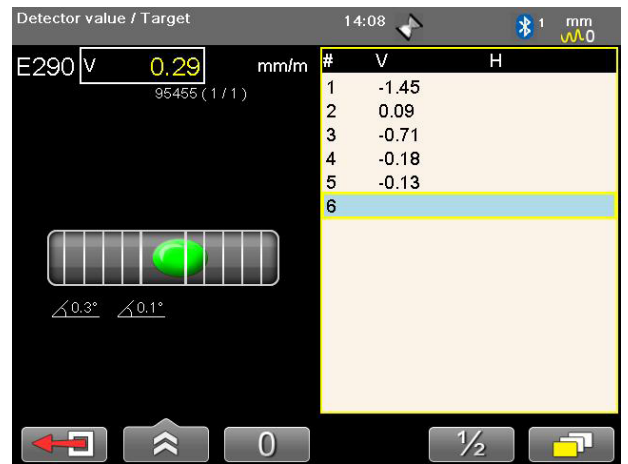 Detector value / Target 14:08 1 mm
0
E290 V 0.29 mm/m
95455 ( 1 / 1 )
# V H
1 -1.45
2 0.09
3 -0.71
4 -0.18
5 -0.13
6
0.3° 0.1°
0 ½